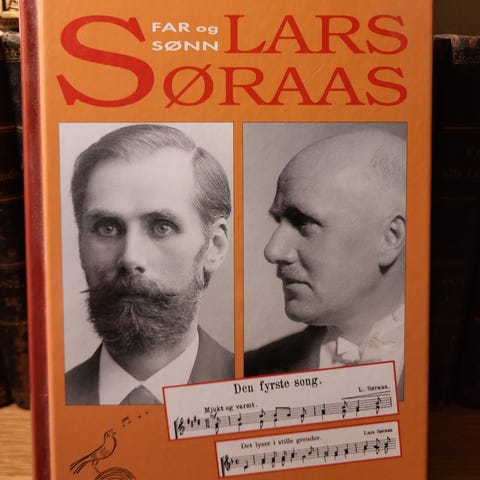 FAR og
SØNN
LARS
SØRAAS
Den fyrste song.
Mjukt og varmt.
L. Søraas.
Det lyser i stille grender.
Lars Søraas